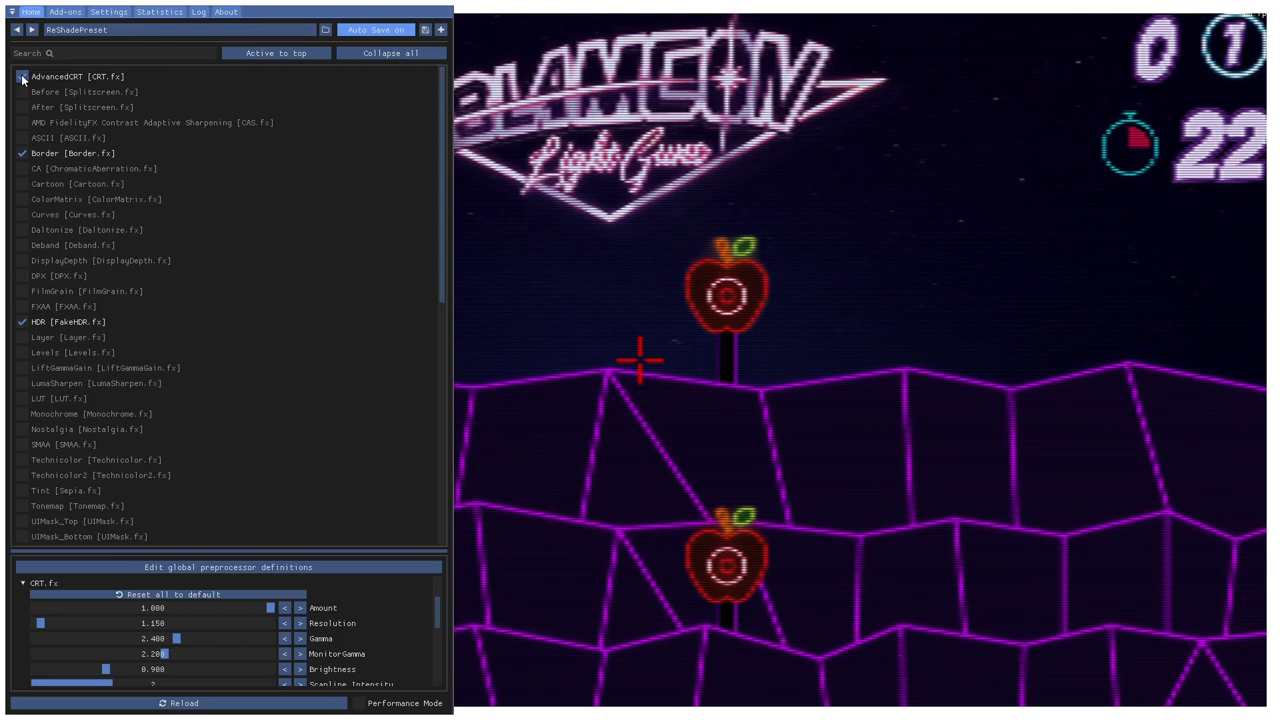 Home Add-ons Settings Statistics Log About
ReShadePreset Auto Save on
Search Active to top Collapse all
AdvancedCRT [CRT.fx]
Before [Splitscreen.fx]
After [Splitscreen.fx]
AMD FidelityFX Contrast Adaptive Sharpening [CAS.fx]
ASCII [ASCII.fx]
Border [Border.fx]
CA [ChromaticAberration.fx]
Cartoon [Cartoon.fx]
ColorMatrix [ColorMatrix.fx]
Curves [Curves.fx]
Daltonize [Daltonize.fx]
Deband [Deband.fx]
DisplayDepth [DisplayDepth.fx]
DPX [DPX.fx]
FilmGrain [FilmGrain.fx]
FXAA [FXAA.fx]
HDR [FakeHDR.fx]
Layer [Layer.fx]
Levels [Levels.fx]
LiftGammaGain [LiftGammaGain.fx]
LumaSharpen [LumaSharpen.fx]
LUT [LUT.fx]
Monochrome [Monochrome.fx]
Nostalgia [Nostalgia.fx]
SMAA [SMAA.fx]
Technicolor [Technicolor.fx]
Technicolor2 [Technicolor2.fx]
Tint [Sepia.fx]
Tonemap [Tonemap.fx]
UIMask_Top [UIMask.fx]
UIMask_Bottom [UIMask.fx]
Edit global preprocessor definitions
CRT.fx
Reset all to default
1.000 < > Amount
1.150 < > Resolution
2.400 < > Gamma
2.200 < > MonitorGamma
0.900 < > Brightness
2 Scanline Intensity
Reload Performance Mode
Light Guns
0 1
22